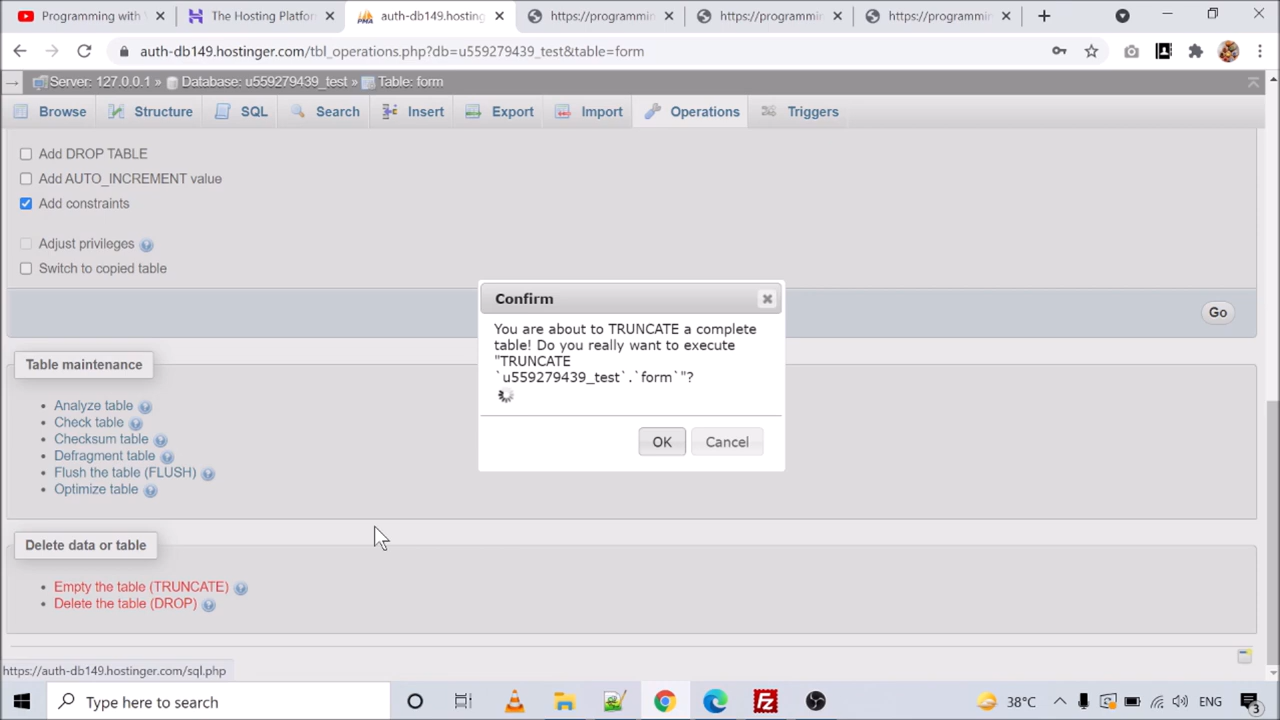 Programming with
The Hosting Platform
auth-db149.hosting
https://programmin
https://programmin
https://programmin
auth-db149.hostinger.com/tbl_operations.php?db=u559279439_test&table=form
Server: 127.0.0.1 » Database: u559279439_test » Table: form
Browse Structure SQL Search Insert Export Import Operations Triggers
Add DROP TABLE
Add AUTO_INCREMENT value
Add constraints
Adjust privileges
Switch to copied table
Go
Confirm
You are about to TRUNCATE a complete
table! Do you really want to execute
"TRUNCATE
`u559279439_test`.`form`"?
OK Cancel
Table maintenance
Analyze table
Check table
Checksum table
Defragment table
Flush the table (FLUSH)
Optimize table
Delete data or table
Empty the table (TRUNCATE)
Delete the table (DROP)
https://auth-db149.hostinger.com/sql.php
Type here to search
38°C
ENG
3